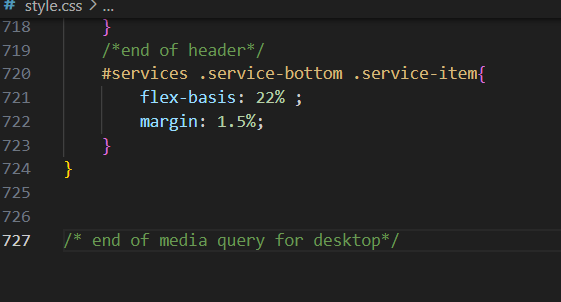 # style.css > ...
718 }
719 /*end of header*/
720 #services .service-bottom .service-item{
721 flex-basis: 22% ;
722 margin: 1.5%;
723 }
724 }
725
726
727 /* end of media query for desktop*/